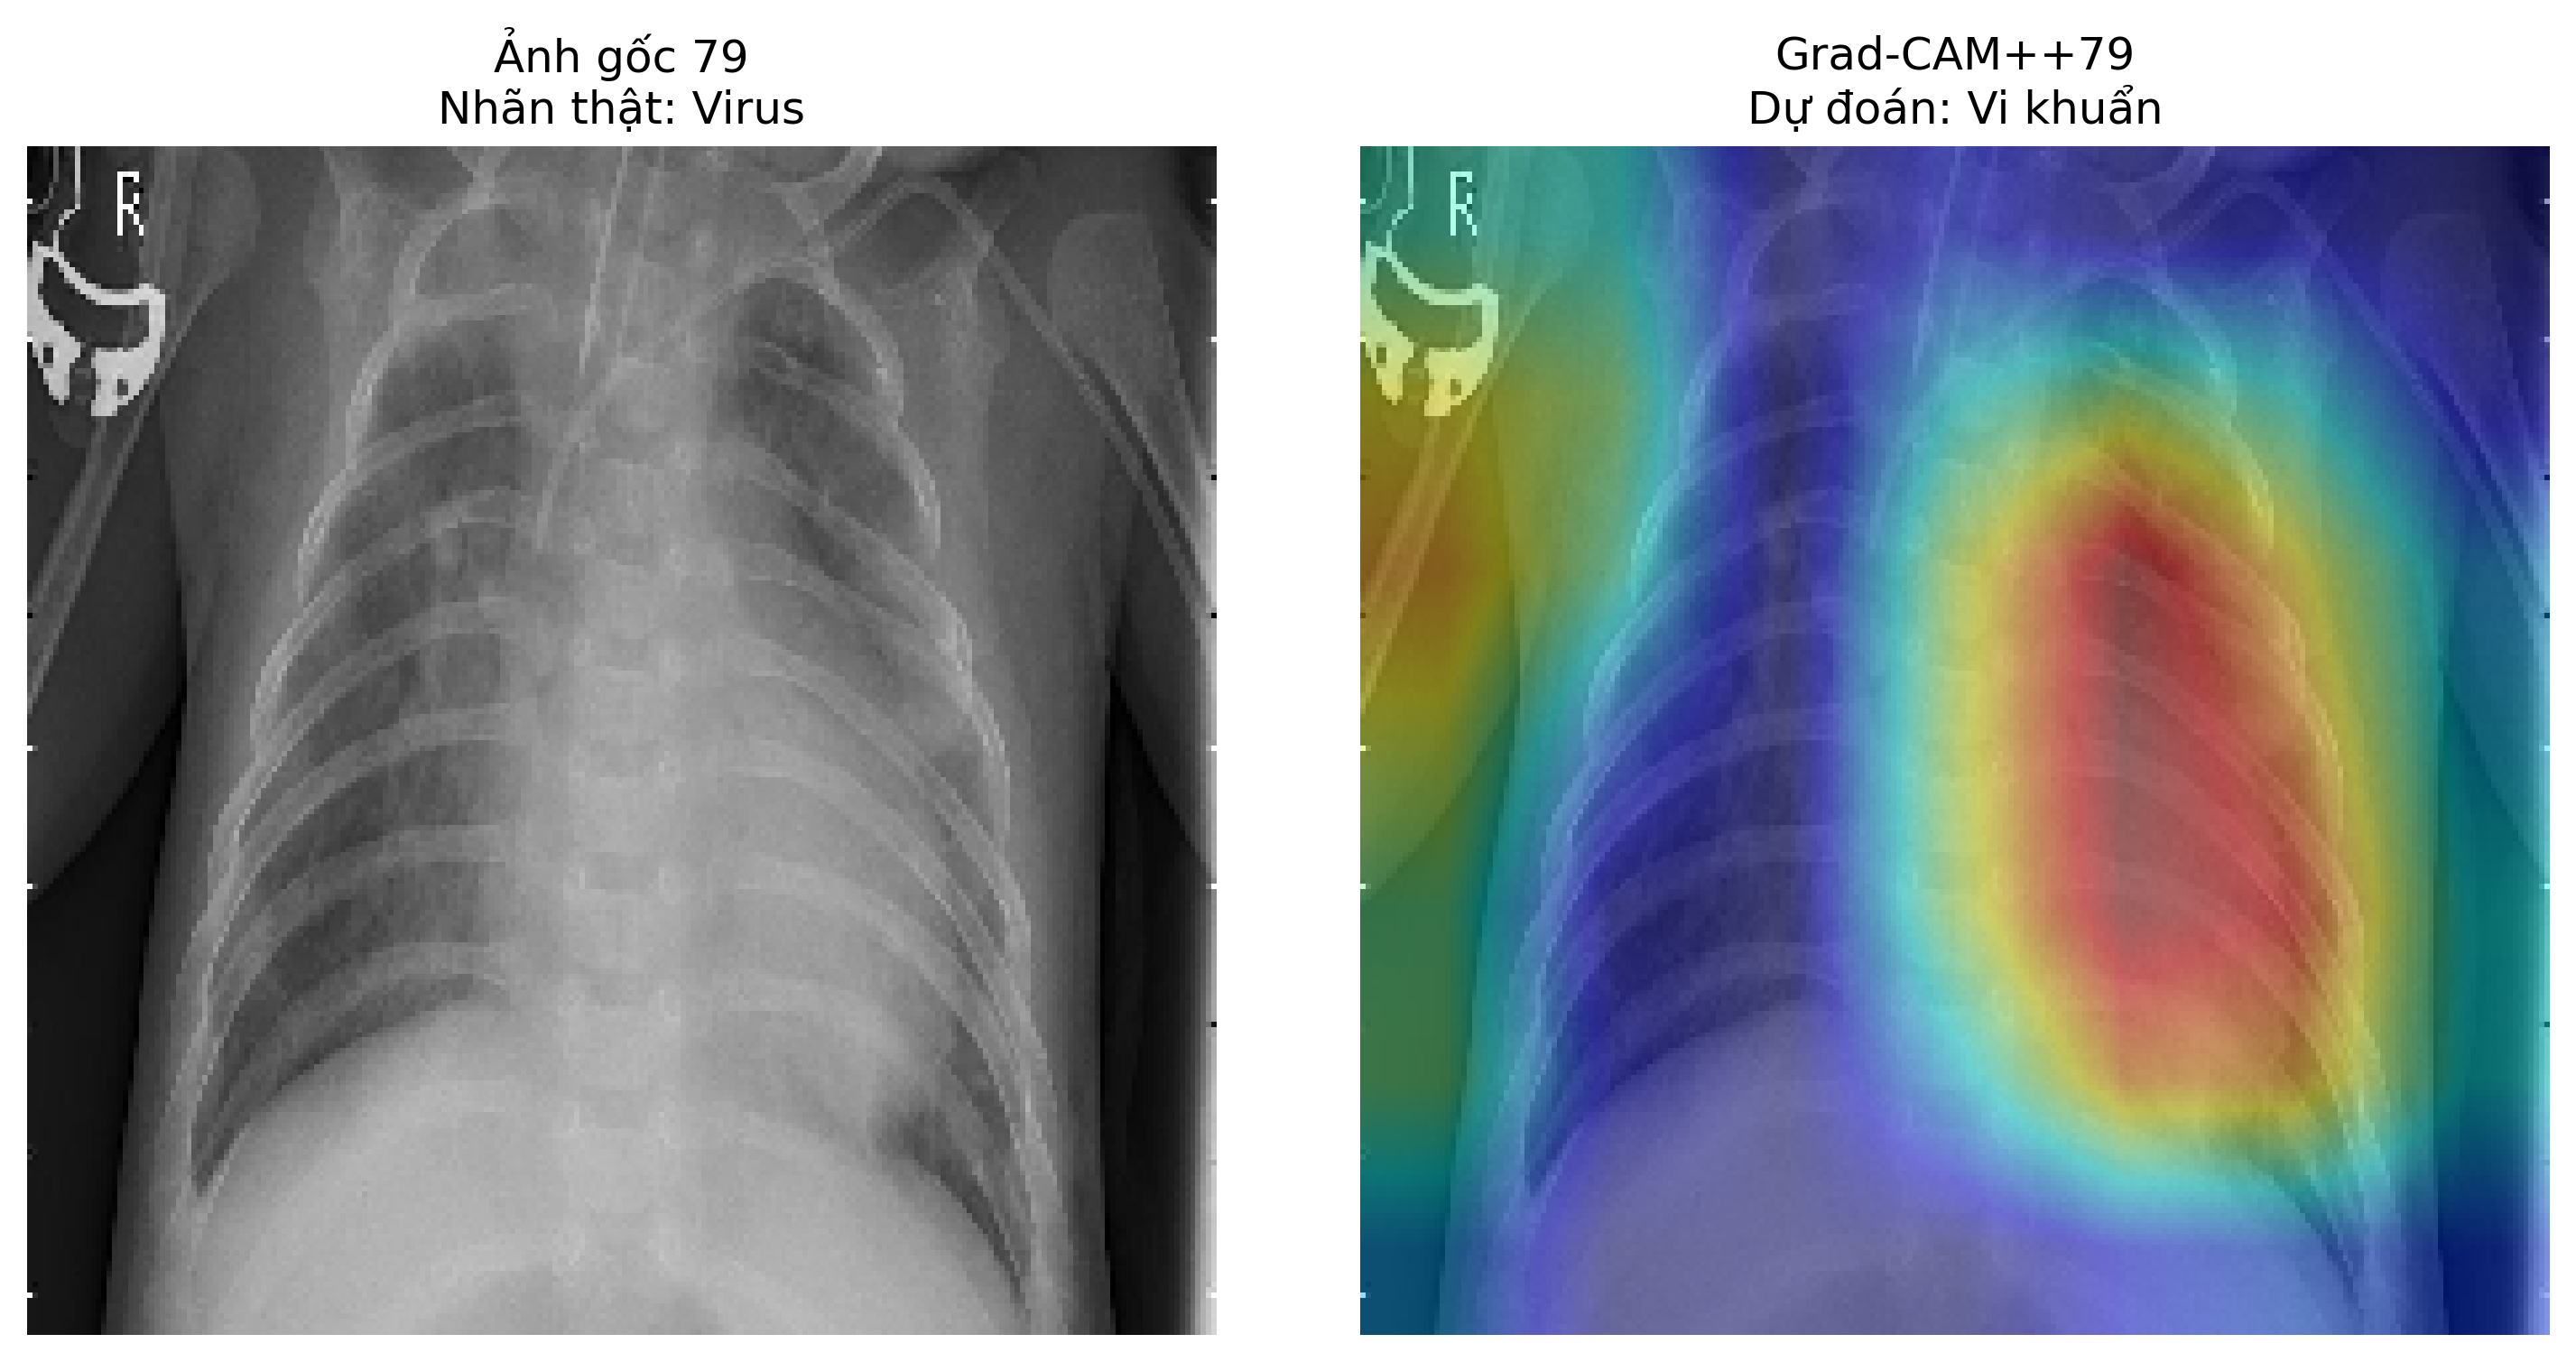 Ảnh gốc 79
Nhãn thật: Virus
Grad-CAM++79
Dự đoán: Vi khuẩn
R
R